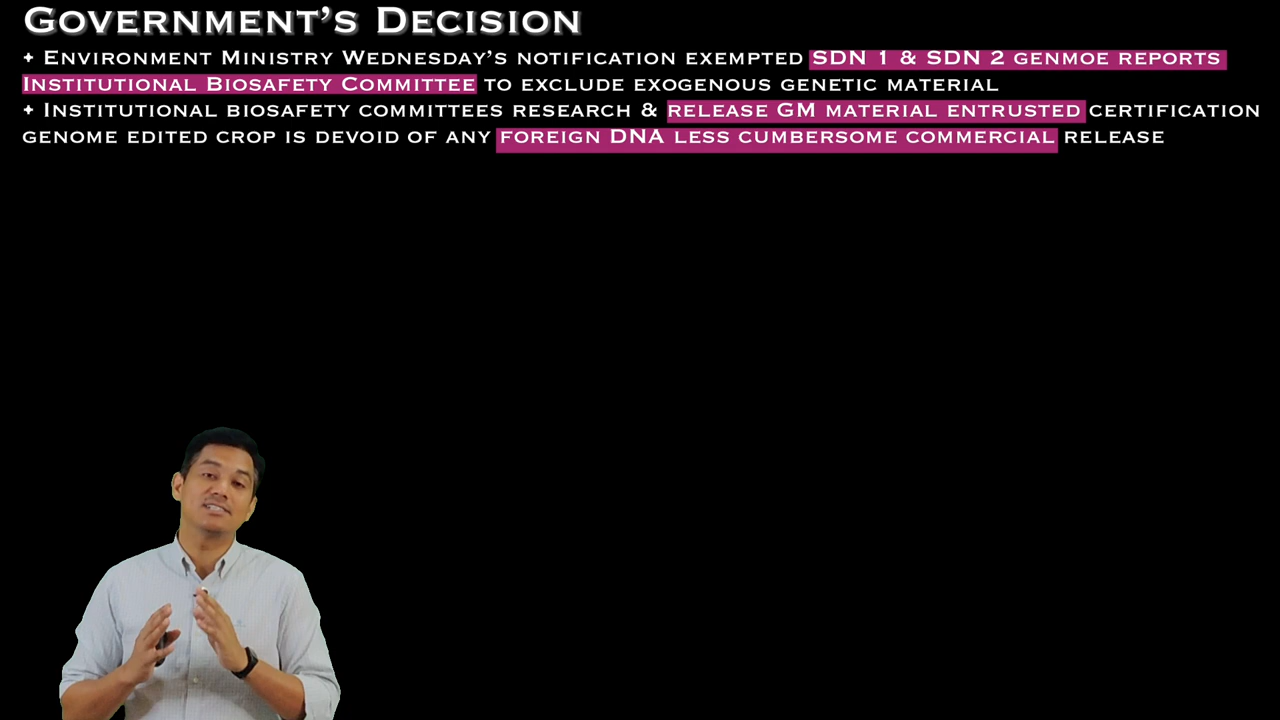 Government's Decision
+ Environment Ministry Wednesday's notification exempted SDN 1 & SDN 2 genmoe reports
Institutional Biosafety Committee to exclude exogenous genetic material
+ Institutional biosafety committees research & release GM material entrusted certification
genome edited crop is devoid of any foreign DNA less cumbersome commercial release